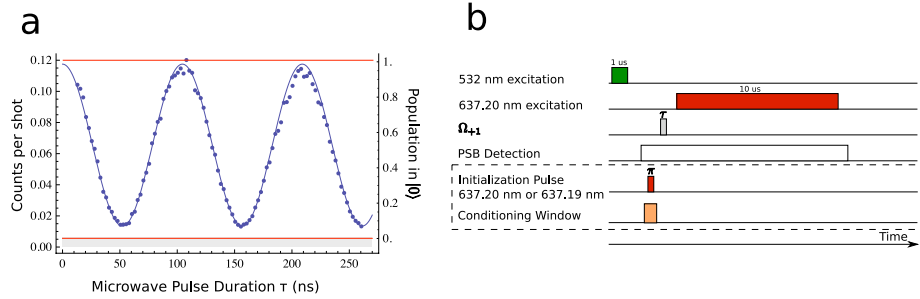 a
0.12
0.10
0.08
0.06
0.04
0.02
0.00
Counts per shot
1.
0.8
0.6
0.4
0.2
0.
Population in |0⟩
0 50 100 150 200 250
Microwave Pulse Duration τ (ns)
b
1 us
532 nm excitation
10 us
637.20 nm excitation
τ
Ω+1
PSB Detection
π
Initialization Pulse
637.20 nm or 637.19 nm
Conditioning Window
Time